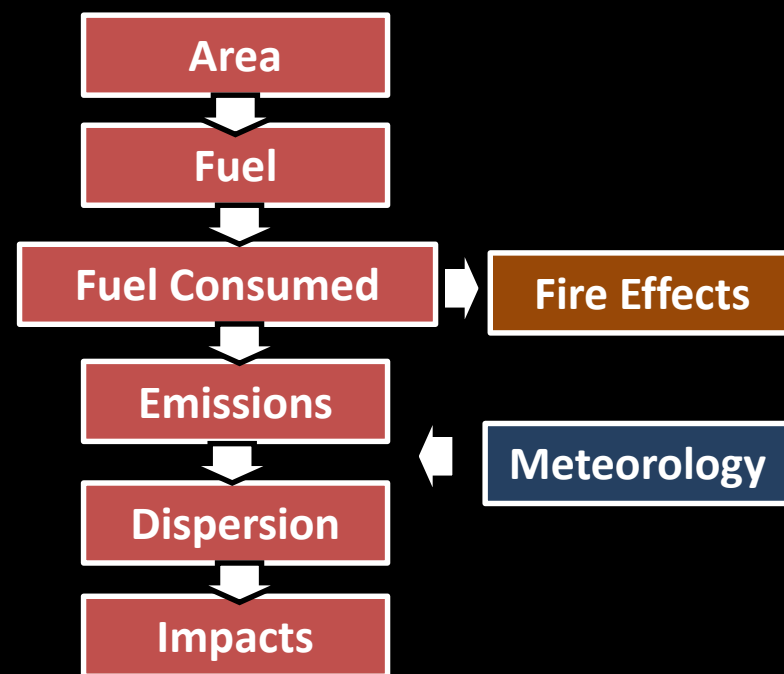 Area
Fuel
Fuel Consumed
Fire Effects
Emissions
Meteorology
Dispersion
Impacts